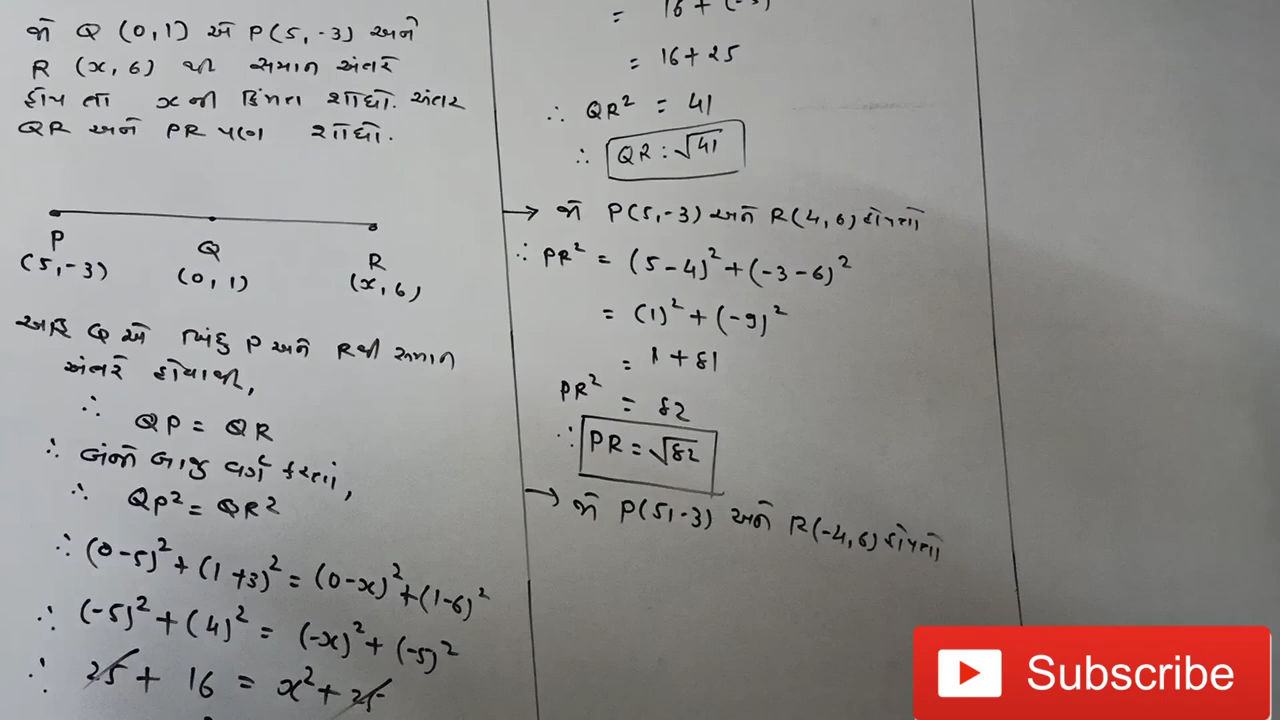 જો Q (0,1) એ P(5,-3) અને
R (x, 6) થી સમાન અંતરે
હોય તો x ની કિંમત શોધો. અંતર
QR અને PR પણ શોધો.
P
(5,-3)
Q
(0,1)
R
(x,6)
અહિ Q એ બિંદુ P અને R થી સમાન
અંતરે હોવાથી,
∴ QP = QR
∴ બંને બાજુ વર્ગ કરતાં,
∴ QP² = QR²
∴ (0-5)² + (1+3)² = (0-x)² + (1-6)²
∴ (-5)² + (4)² = (-x)² + (-5)²
∴ 25 + 16 = x² + 25
= 16 + (-5)
= 16 + 25
∴ QR² = 41
∴ QR = √41
→ જો P(5,-3) અને R(4,6) હોય તો
∴ PR² = (5-4)² + (-3-6)²
= (1)² + (-9)²
= 1 + 81
PR² = 82
∴ PR = √82
→ જો P(5,-3) અને R(-4,6) હોય તો
Subscribe